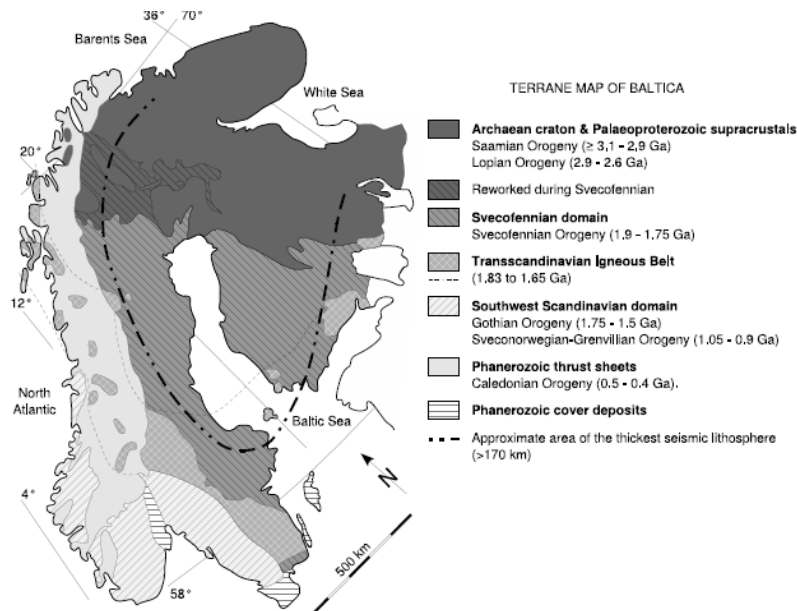 36° 70°
Barents Sea
White Sea
20°
12°
North
Atlantic
Baltic Sea
4°
58°
N
500 km
TERRANE MAP OF BALTICA
Archaean craton & Palaeoproterozoic supracrustals
Saamian Orogeny (≥ 3,1 - 2,9 Ga)
Lopian Orogeny (2.9 - 2.6 Ga)
Reworked during Svecofennian
Svecofennian domain
Svecofennian Orogeny (1.9 - 1.75 Ga)
Transscandinavian Igneous Belt
(1.83 to 1.65 Ga)
Southwest Scandinavian domain
Gothian Orogeny (1.75 - 1.5 Ga)
Sveconorwegian-Grenvillian Orogeny (1.05 - 0.9 Ga)
Phanerozoic thrust sheets
Caledonian Orogeny (0.5 - 0.4 Ga).
Phanerozoic cover deposits
Approximate area of the thickest seismic lithosphere
(>170 km)